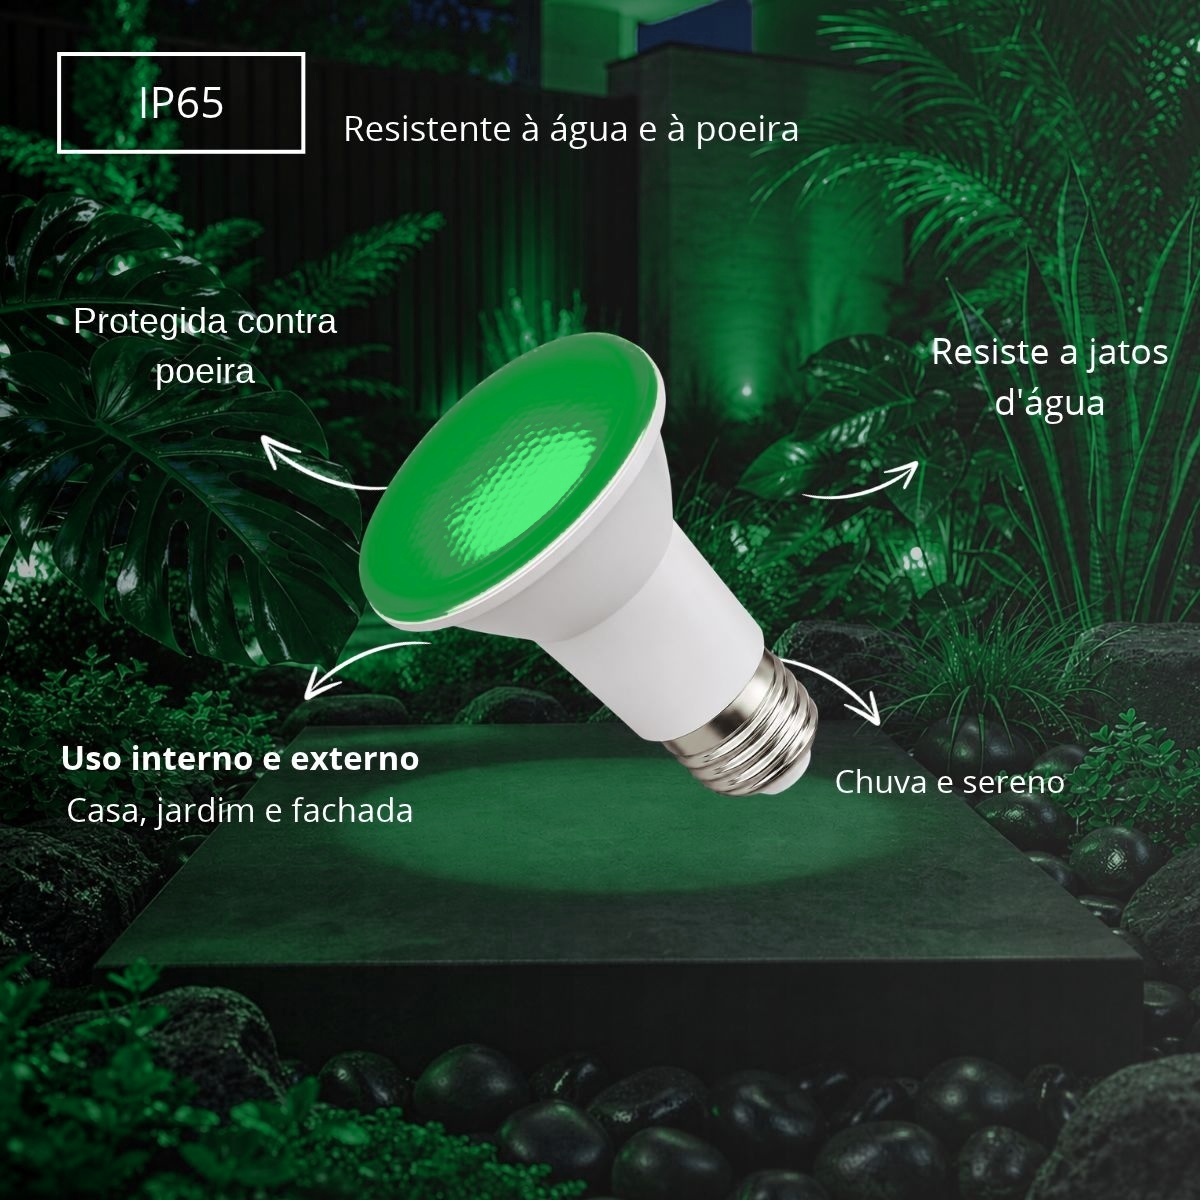 IP65
Resistente à água e à poeira
Protegida contra
poeira
Resiste a jatos
d'água
Uso interno e externo
Casa, jardim e fachada
Chuva e sereno